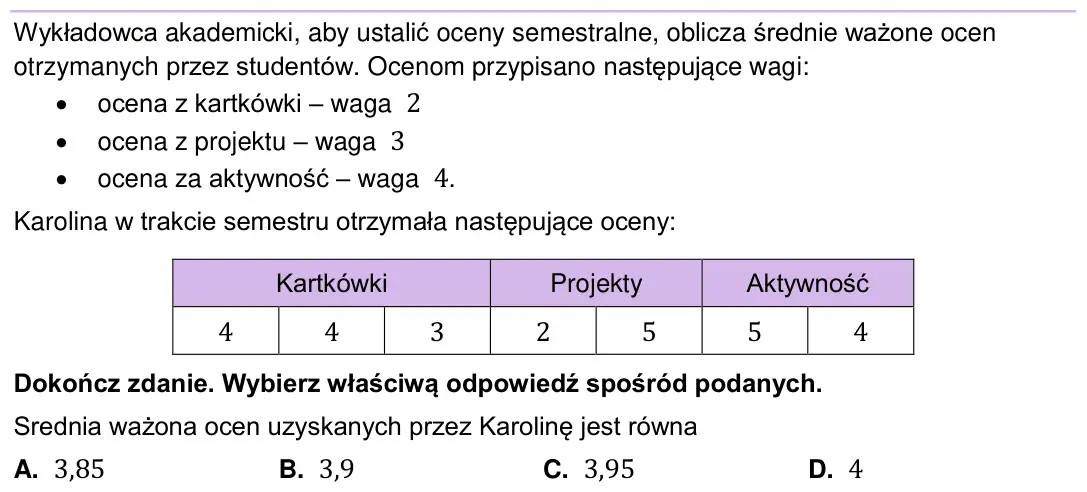 Wykładowca akademicki, aby ustalić oceny semestralne, oblicza średnie ważone ocen
otrzymanych przez studentów. Ocenom przypisano następujące wagi:
• ocena z kartkówki – waga 2
• ocena z projektu – waga 3
• ocena za aktywność – waga 4.
Karolina w trakcie semestru otrzymała następujące oceny:
Kartkówki Projekty Aktywność
4 4 3 2 5 5 4
Dokończ zdanie. Wybierz właściwą odpowiedź spośród podanych.
Srednia ważona ocen uzyskanych przez Karolinę jest równa
A. 3,85 B. 3,9 C. 3,95 D. 4